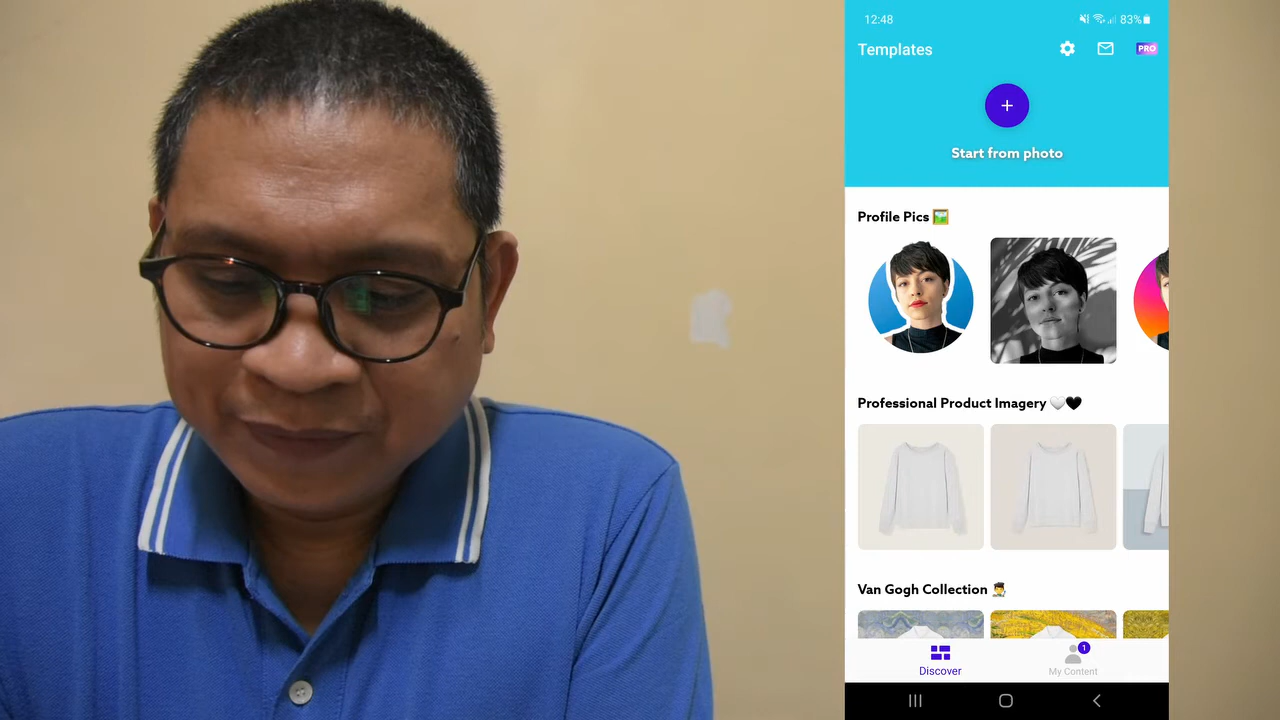 12:48
83%
Templates
PRO
Start from photo
Profile Pics
Professional Product Imagery
Van Gogh Collection
1
Discover
My Content